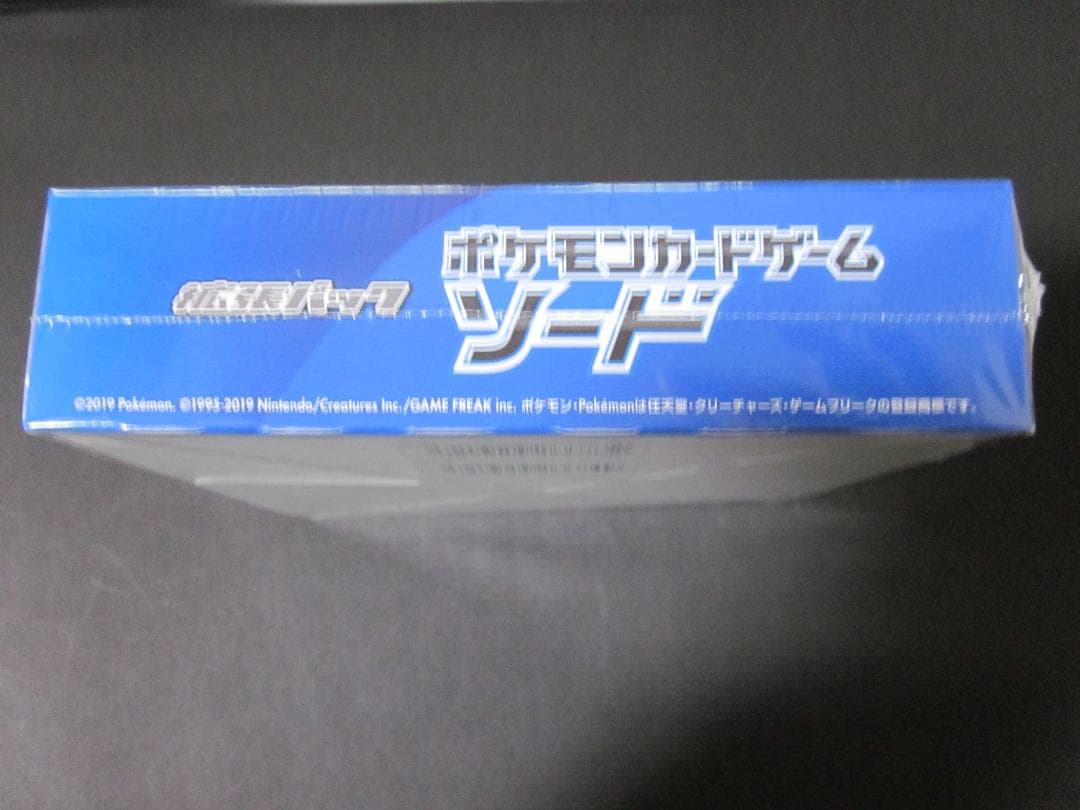 ポケモンカードゲーム
拡張パック
ソード
©2019 Pokémon. ©1995-2019 Nintendo/Creatures Inc./GAME FREAK inc. ポケモン・Pokémonは任天堂・クリーチャーズ・ゲームフリークの登録商標です。